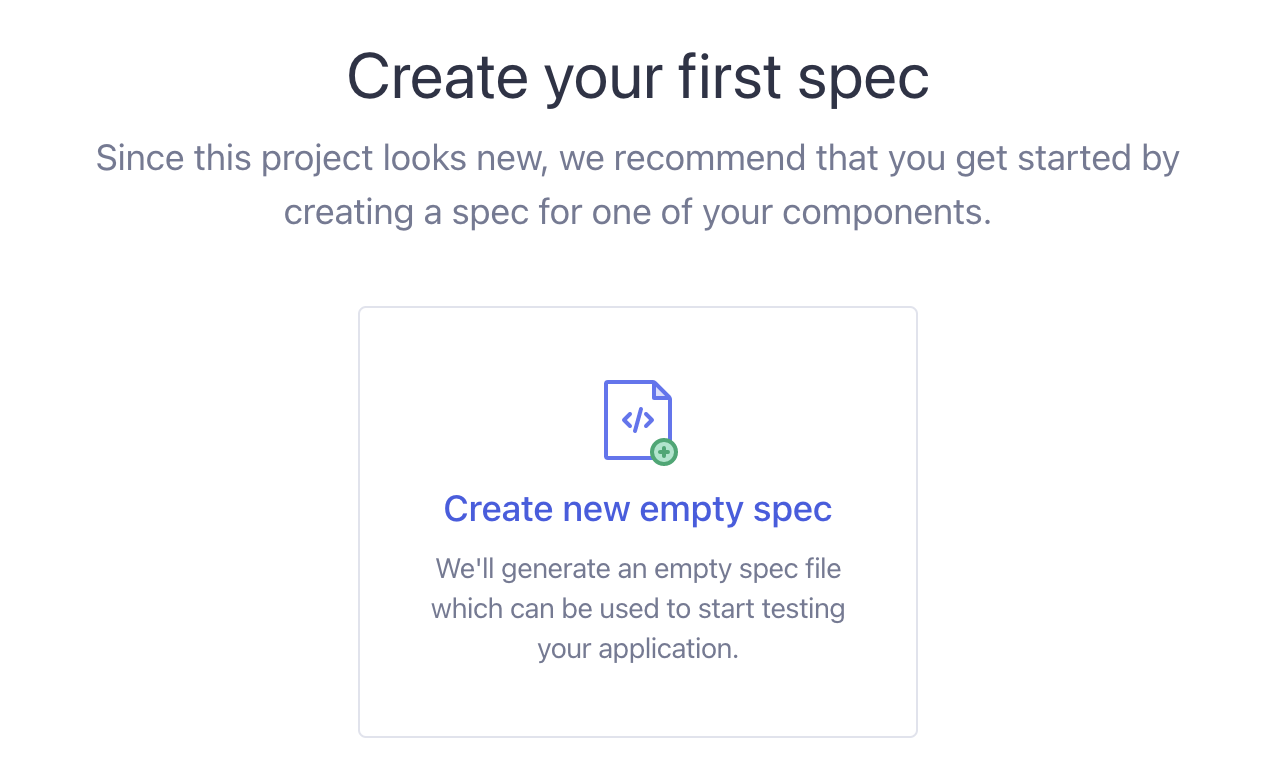 Create your first spec
Since this project looks new, we recommend that you get started by
creating a spec for one of your components.
Create new empty spec
We'll generate an empty spec file
which can be used to start testing
your application.